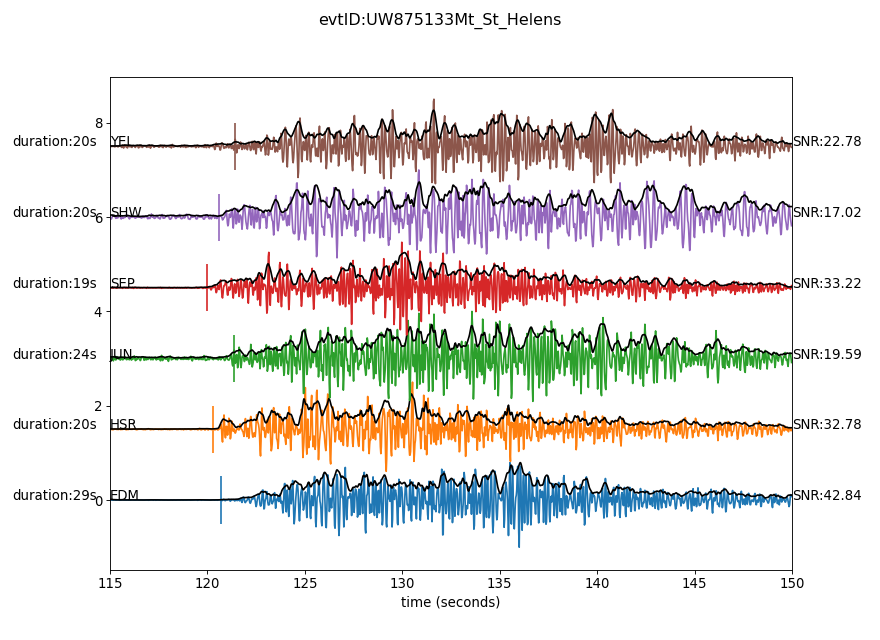 evtID:UW875133Mt_St_Helens
8
duration:20s YEL SNR:22.78
duration:20s SHW SNR:17.02
6
duration:19s SEP SNR:33.22
4
duration:24s JUN SNR:19.59
2
duration:20s HSR SNR:32.78
duration:29s EDM SNR:42.84
0
115 120 125 130 135 140 145 150
time (seconds)